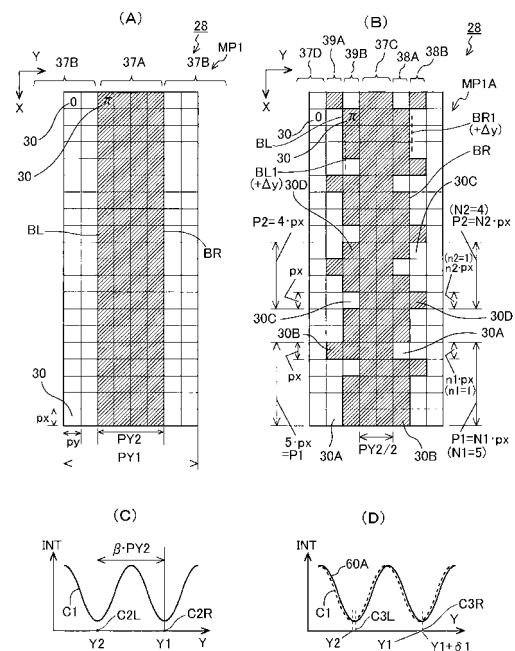 (A)
28
37B 37A 37B MP1
Y
X
30 0 π
30
BL
BR
30
px
py PY2
PY1
(B)
28
39A 38B
37D 39B 37C 38A
Y
X
MP1A
30 0 π
BL
30
BL1
(+Δy)
30D
BR1
(+Δy)
BR
30C
P2=4·px
(N2=4)
P2=N2·px
px
(n2=1)
n2·px
30C
30D
30B
30A
px
n1·px
(n1=1)
5·px
=P1
PY2/2
P1=N1·px
(N1=5)
30A 30B
(C)
INT β·PY2
C1
C2L C2R
Y2 Y1 Y
(D)
INT 60A
C1
C3L
C3R
Y
Y2 Y1 Y1+δ1